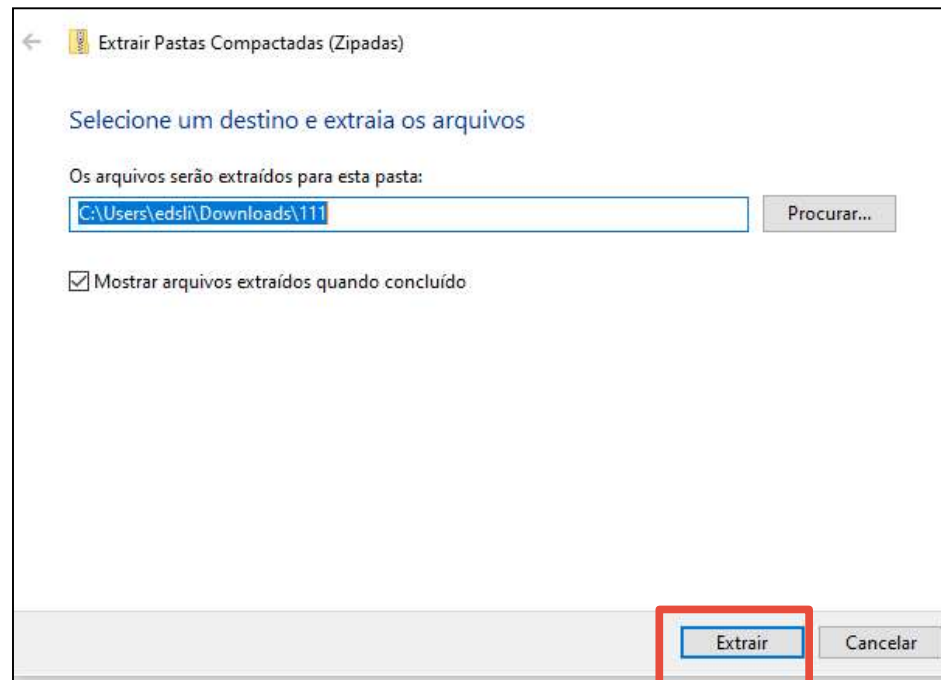 Extrair Pastas Compactadas (Zipadas)
Selecione um destino e extraia os arquivos
Os arquivos serão extraídos para esta pasta:
C:\Users\edsli\Downloads\111
Procurar...
Mostrar arquivos extraídos quando concluído
Extrair
Cancelar